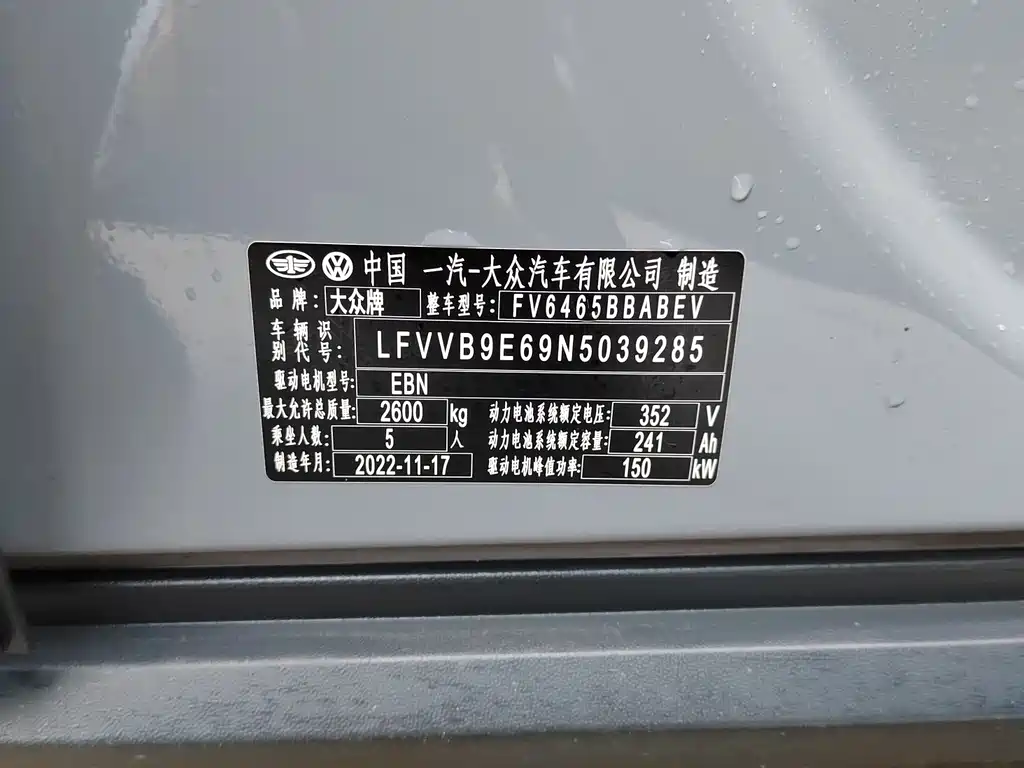 中国 一汽-大众汽车有限公司 制造
品牌: 大众牌 整车型号: FV6465BBABEV
车辆识别代号: LFVVB9E69N5039285
驱动电机型号: EBN
最大允许总质量: 2600 kg 动力电池系统额定电压: 352 V
乘坐人数: 5 人 动力电池系统额定容量: 241 Ah
制造年月: 2022-11-17 驱动电机峰值功率: 150 kW